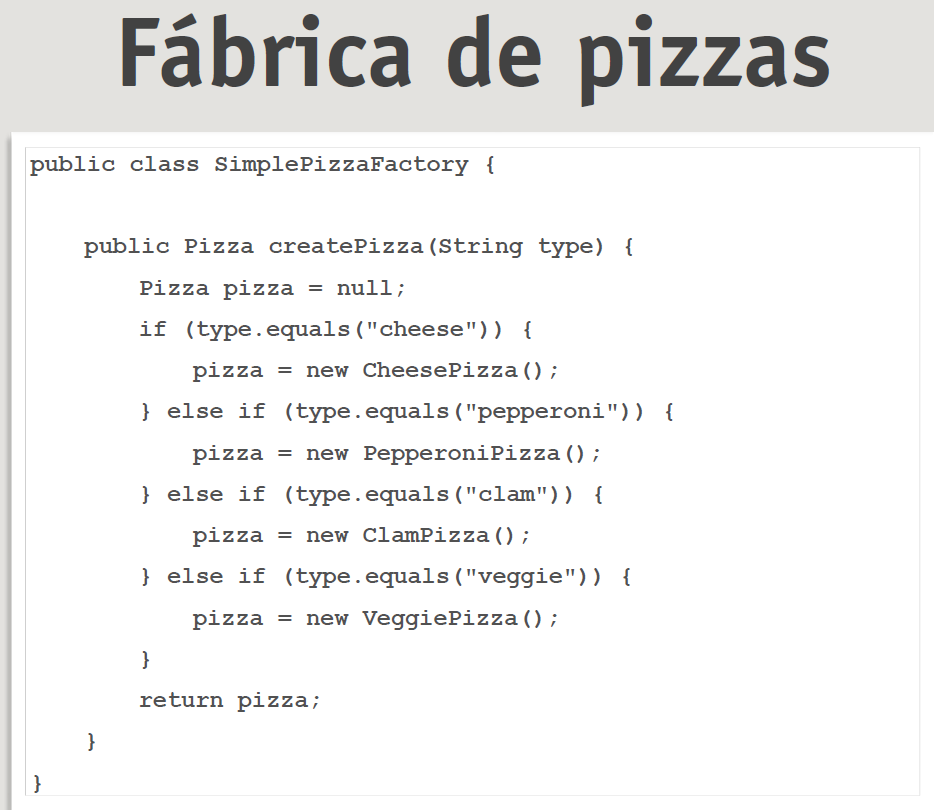 Fábrica de pizzas
public class SimplePizzaFactory {
public Pizza createPizza(String type) {
Pizza pizza = null;
if (type.equals("cheese")) {
pizza = new CheesePizza();
} else if (type.equals("pepperoni")) {
pizza = new PepperoniPizza();
} else if (type.equals("clam")) {
pizza = new ClamPizza();
} else if (type.equals("veggie")) {
pizza = new VeggiePizza();
}
return pizza;
}
}